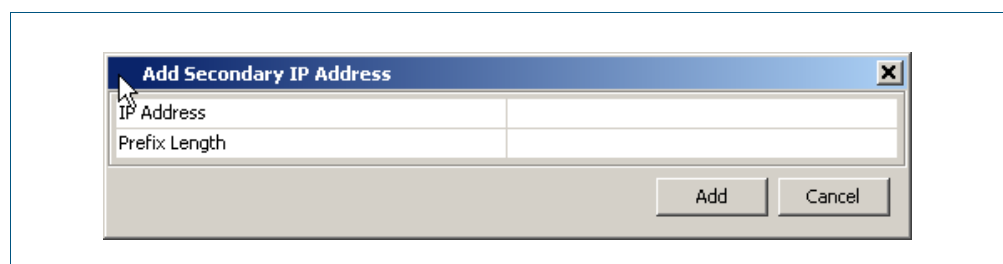 Add Secondary IP Address
IP Address
Prefix Length
Add Cancel